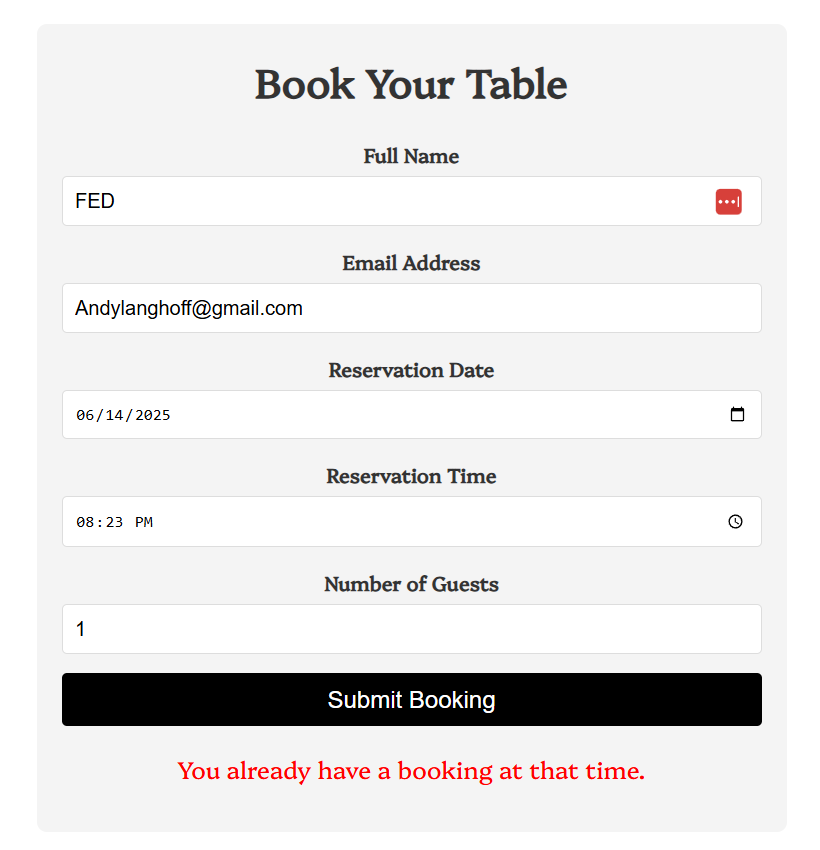 Book Your Table
Full Name
FED
Email Address
Andylanghoff@gmail.com
Reservation Date
06/14/2025
Reservation Time
08:23 PM
Number of Guests
1
Submit Booking
You already have a booking at that time.